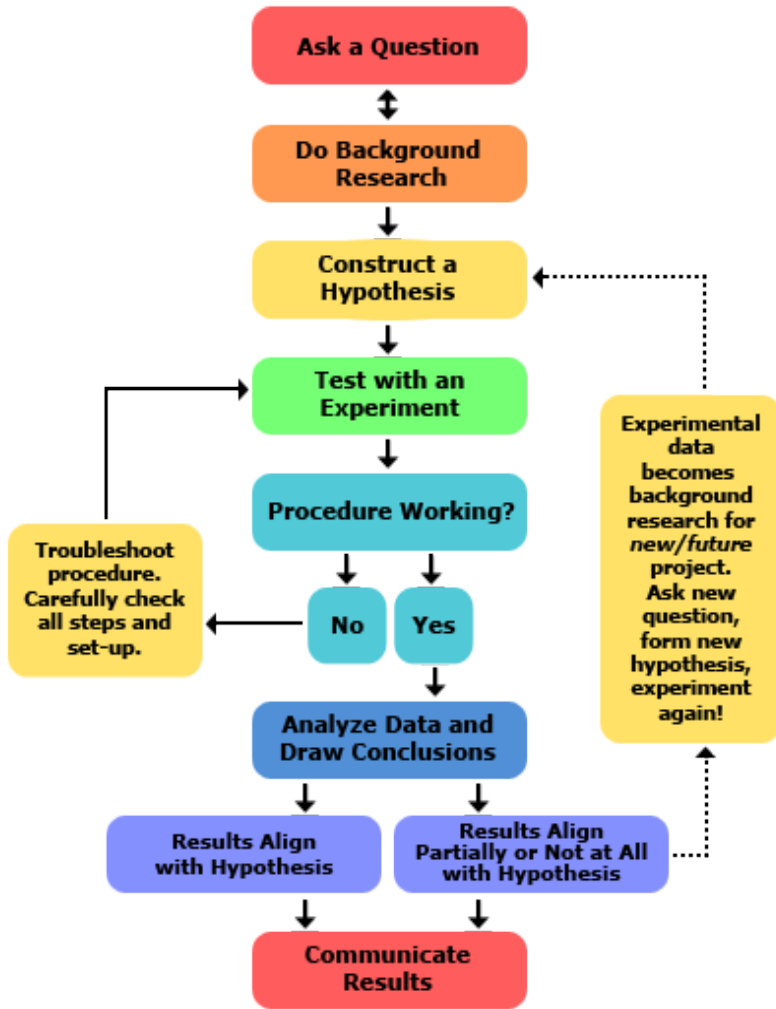 Ask a Question
Do Background
Research
Construct a
Hypothesis
Test with an
Experiment
Procedure Working?
No
Yes
Troubleshoot
procedure.
Carefully check
all steps and
set-up.
Analyze Data and
Draw Conclusions
Results Align
with Hypothesis
Results Align
Partially or Not at All
with Hypothesis
Experimental
data
becomes
background
research for
new/future
project.
Ask new
question,
form new
hypothesis,
experiment
again!
Communicate
Results